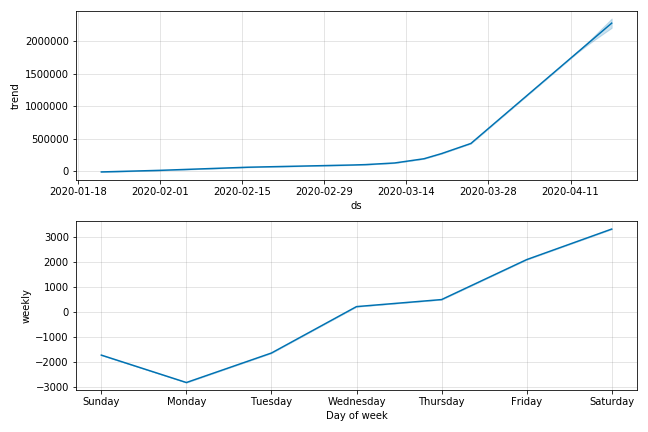 2000000
1500000
1000000
500000
0
trend
2020-01-18 2020-02-01 2020-02-15 2020-02-29 2020-03-14 2020-03-28 2020-04-11
ds
3000
2000
1000
0
−1000
−2000
−3000
weekly
Sunday Monday Tuesday Wednesday Thursday Friday Saturday
Day of week